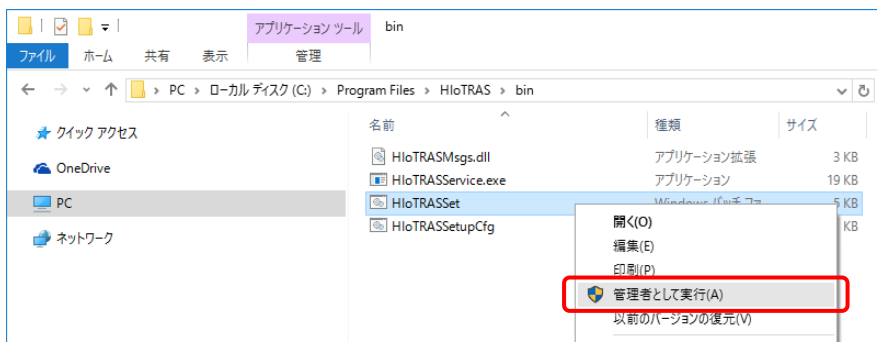 アプリケーション ツール bin
ファイル ホーム 共有 表示 管理
PC › ローカル ディスク (C:) › Program Files › HIoTRAS › bin
名前 種類 サイズ
クイック アクセス
OneDrive
PC
ネットワーク
HIoTRASMsgs.dll アプリケーション拡張 3 KB
HIoTRASService.exe アプリケーション 19 KB
HIoTRASSet Windows バッチ ファ 5 KB
HIoTRASSetupCfg KB
開く(O)
編集(E)
印刷(P)
管理者として実行(A)
以前のバージョンの復元(V)